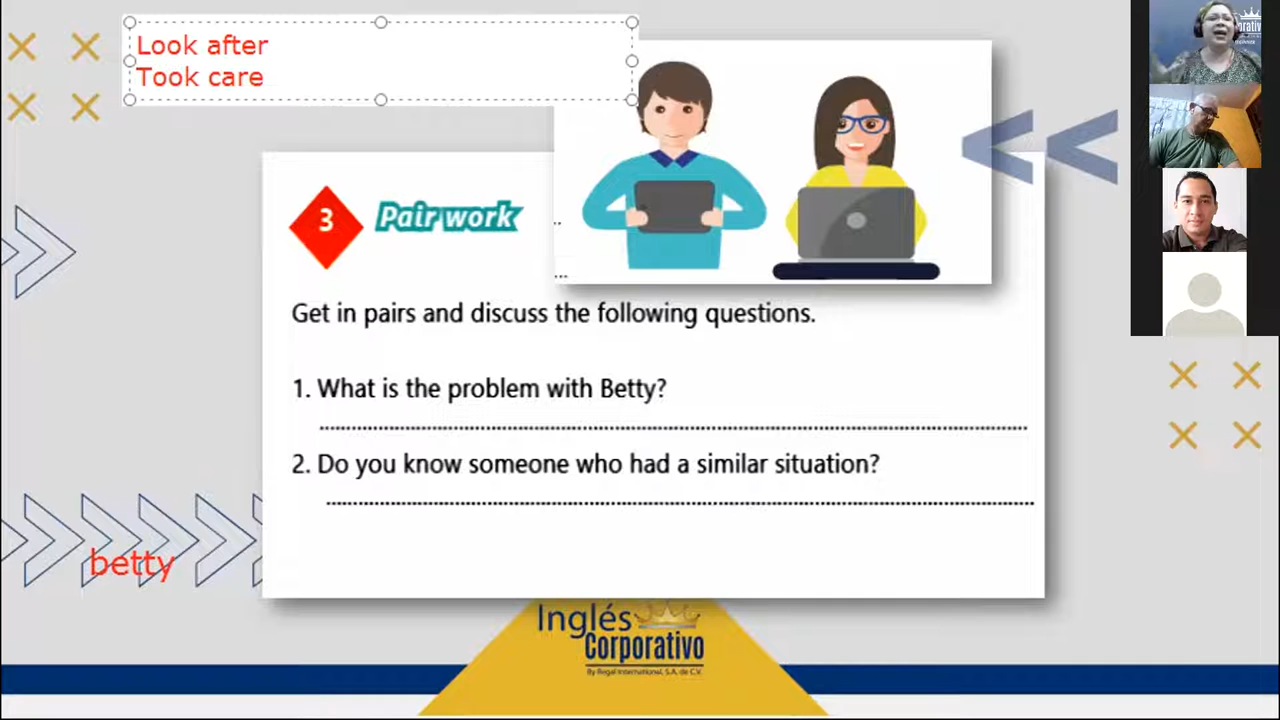 Look after
Took care
3
Pair work
Get in pairs and discuss the following questions.
1. What is the problem with Betty?
2. Do you know someone who had a similar situation?
betty
Inglés
Corporativo
By Regal International, S.A. de C.V.